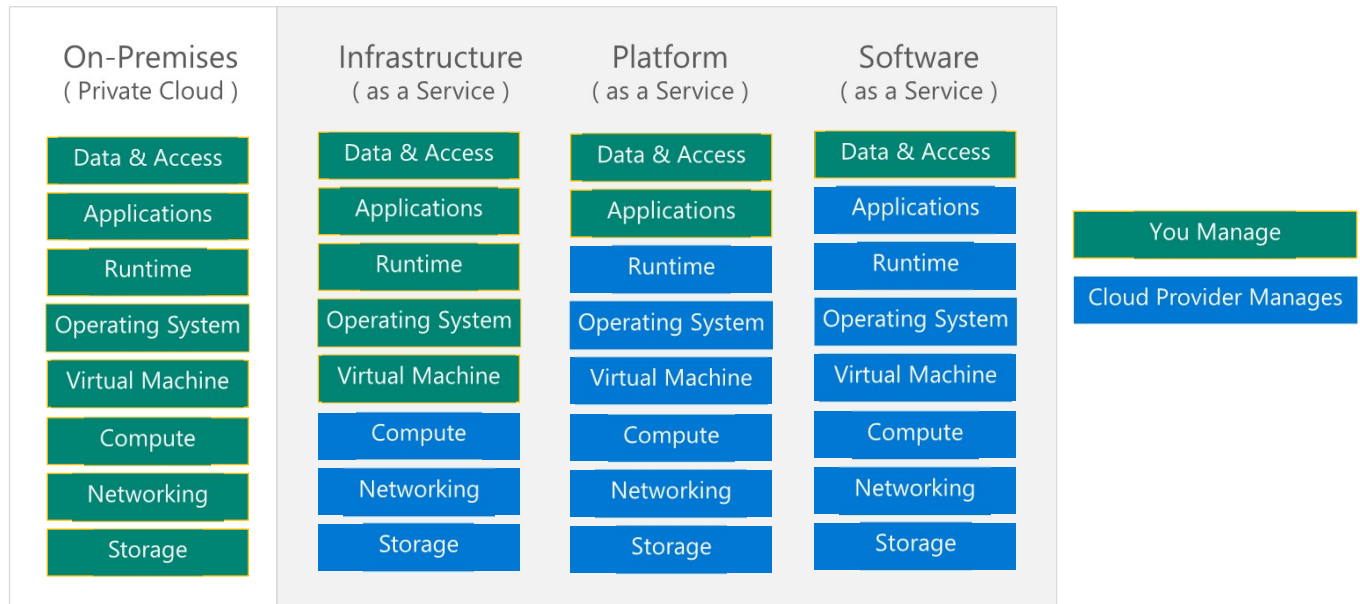 On-Premises
( Private Cloud )
Data & Access
Applications
Runtime
Operating System
Virtual Machine
Compute
Networking
Storage
Infrastructure
( as a Service )
Data & Access
Applications
Runtime
Operating System
Virtual Machine
Compute
Networking
Storage
Platform
( as a Service )
Data & Access
Applications
Runtime
Operating System
Virtual Machine
Compute
Networking
Storage
Software
( as a Service )
Data & Access
Applications
Runtime
Operating System
Virtual Machine
Compute
Networking
Storage
You Manage
Cloud Provider Manages